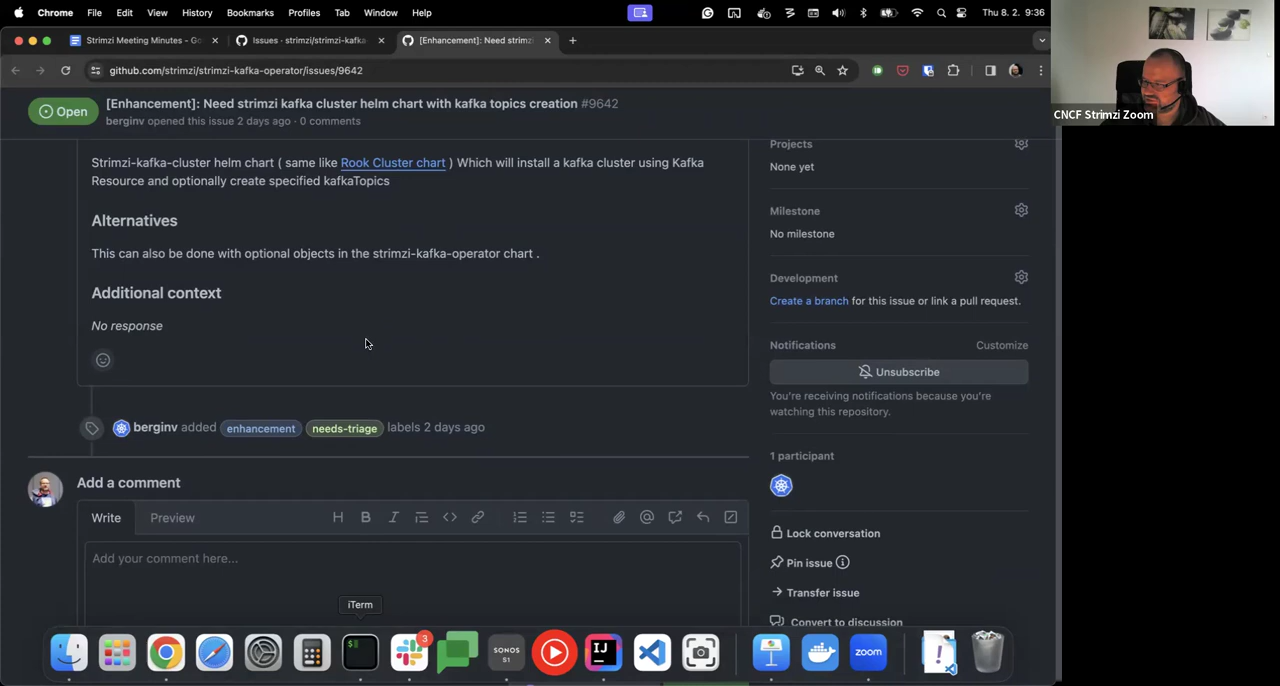 Chrome File Edit View History Bookmarks Profiles Tab Window Help
Thu 8. 2. 9:36
Strimzi Meeting Minutes - Go
Issues · strimzi/strimzi-kafka
[Enhancement]: Need strimz
github.com/strimzi/strimzi-kafka-operator/issues/9642
CNCF Strimzi Zoom
Open
[Enhancement]: Need strimzi kafka cluster helm chart with kafka topics creation #9642
berginv opened this issue 2 days ago · 0 comments
Strimzi-kafka-cluster helm chart ( same like Rook Cluster chart ) Which will install a kafka cluster using Kafka
Resource and optionally create specified kafkaTopics
Alternatives
This can also be done with optional objects in the strimzi-kafka-operator chart .
Additional context
No response
berginv added enhancement needs-triage labels 2 days ago
Add a comment
Write
Preview
H B I
Add your comment here...
Projects
None yet
Milestone
No milestone
Development
Create a branch for this issue or link a pull request.
Notifications
Customize
Unsubscribe
You're receiving notifications because you're
watching this repository.
1 participant
Lock conversation
Pin issue
Transfer issue
Convert to discussion
iTerm
3
SONOS
S1
IJ
zoom